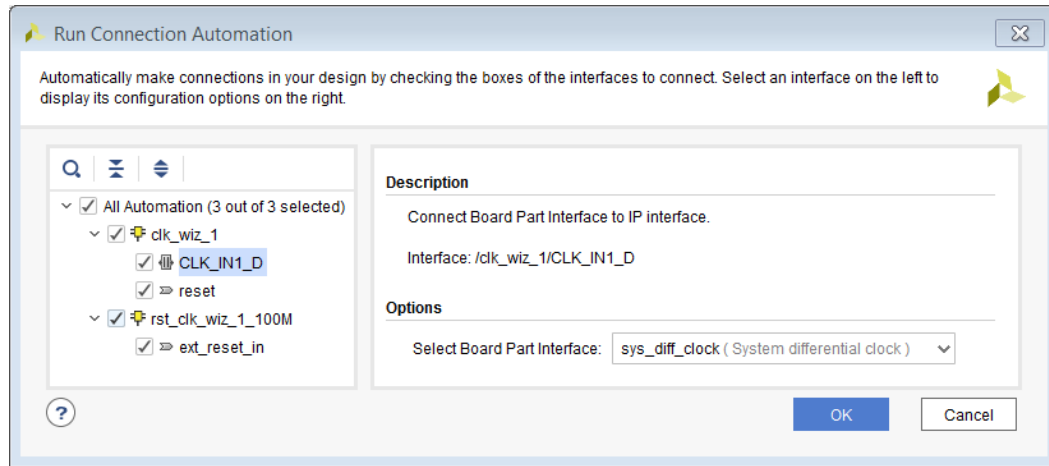 Run Connection Automation
Automatically make connections in your design by checking the boxes of the interfaces to connect. Select an interface on the left to
display its configuration options on the right.
All Automation (3 out of 3 selected)
clk_wiz_1
CLK_IN1_D
reset
rst_clk_wiz_1_100M
ext_reset_in
Description
Connect Board Part Interface to IP interface.
Interface: /clk_wiz_1/CLK_IN1_D
Options
Select Board Part Interface: sys_diff_clock ( System differential clock )
?
OK Cancel